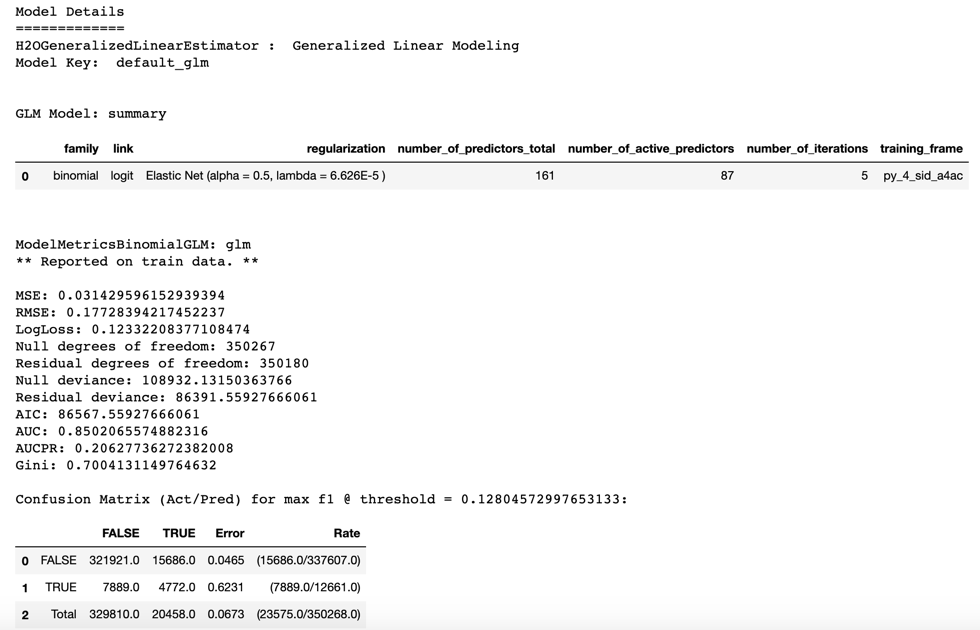 Model Details
=============
H2OGeneralizedLinearEstimator :  Generalized Linear Modeling
Model Key:  default_glm
GLM Model: summary
family link regularization number_of_predictors_total number_of_active_predictors number_of_iterations training_frame
0 binomial logit Elastic Net (alpha = 0.5, lambda = 6.626E-5 ) 161 87 5 py_4_sid_a4ac
ModelMetricsBinomialGLM: glm
** Reported on train data. **
MSE: 0.031429596152939394
RMSE: 0.17728394217452237
LogLoss: 0.12332208377108474
Null degrees of freedom: 350267
Residual degrees of freedom: 350180
Null deviance: 108932.13150363766
Residual deviance: 86391.55927666061
AIC: 86567.55927666061
AUC: 0.8502065574882316
AUCPR: 0.20627736272382008
Gini: 0.7004131149764632
Confusion Matrix (Act/Pred) for max f1 @ threshold = 0.12804572997653133:
FALSE TRUE Error Rate
0 FALSE 321921.0 15686.0 0.0465 (15686.0/337607.0)
1 TRUE 7889.0 4772.0 0.6231 (7889.0/12661.0)
2 Total 329810.0 20458.0 0.0673 (23575.0/350268.0)